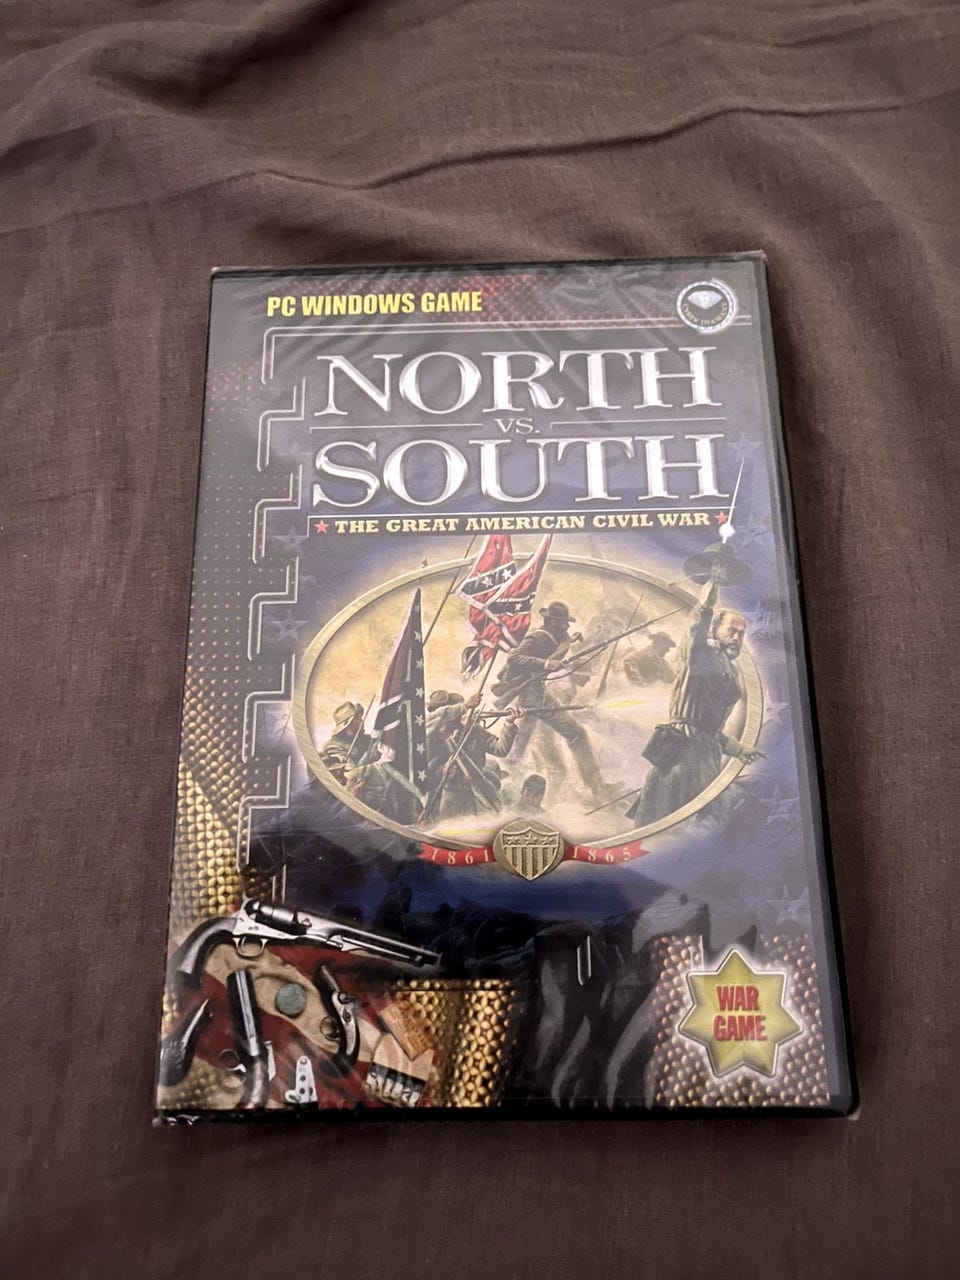 PC WINDOWS GAME
NORTH
VS.
SOUTH
THE GREAT AMERICAN CIVIL WAR
1861 1865
WAR
GAME